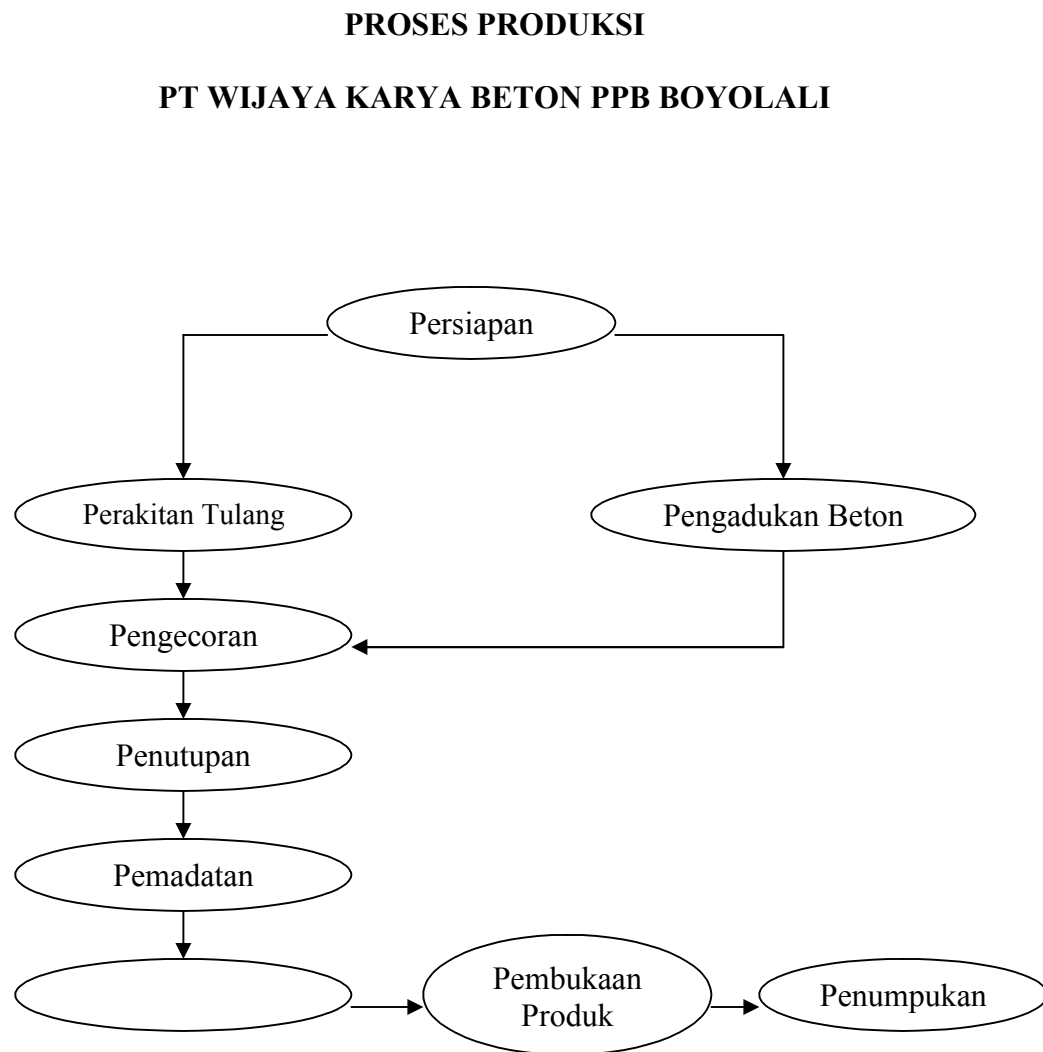 PROSES PRODUKSI
PT WIJAYA KARYA BETON PPB BOYOLALI
Persiapan
Perakitan Tulang
Pengadukan Beton
Pengecoran
Penutupan
Pemadatan
Pembukaan
Produk
Penumpukan